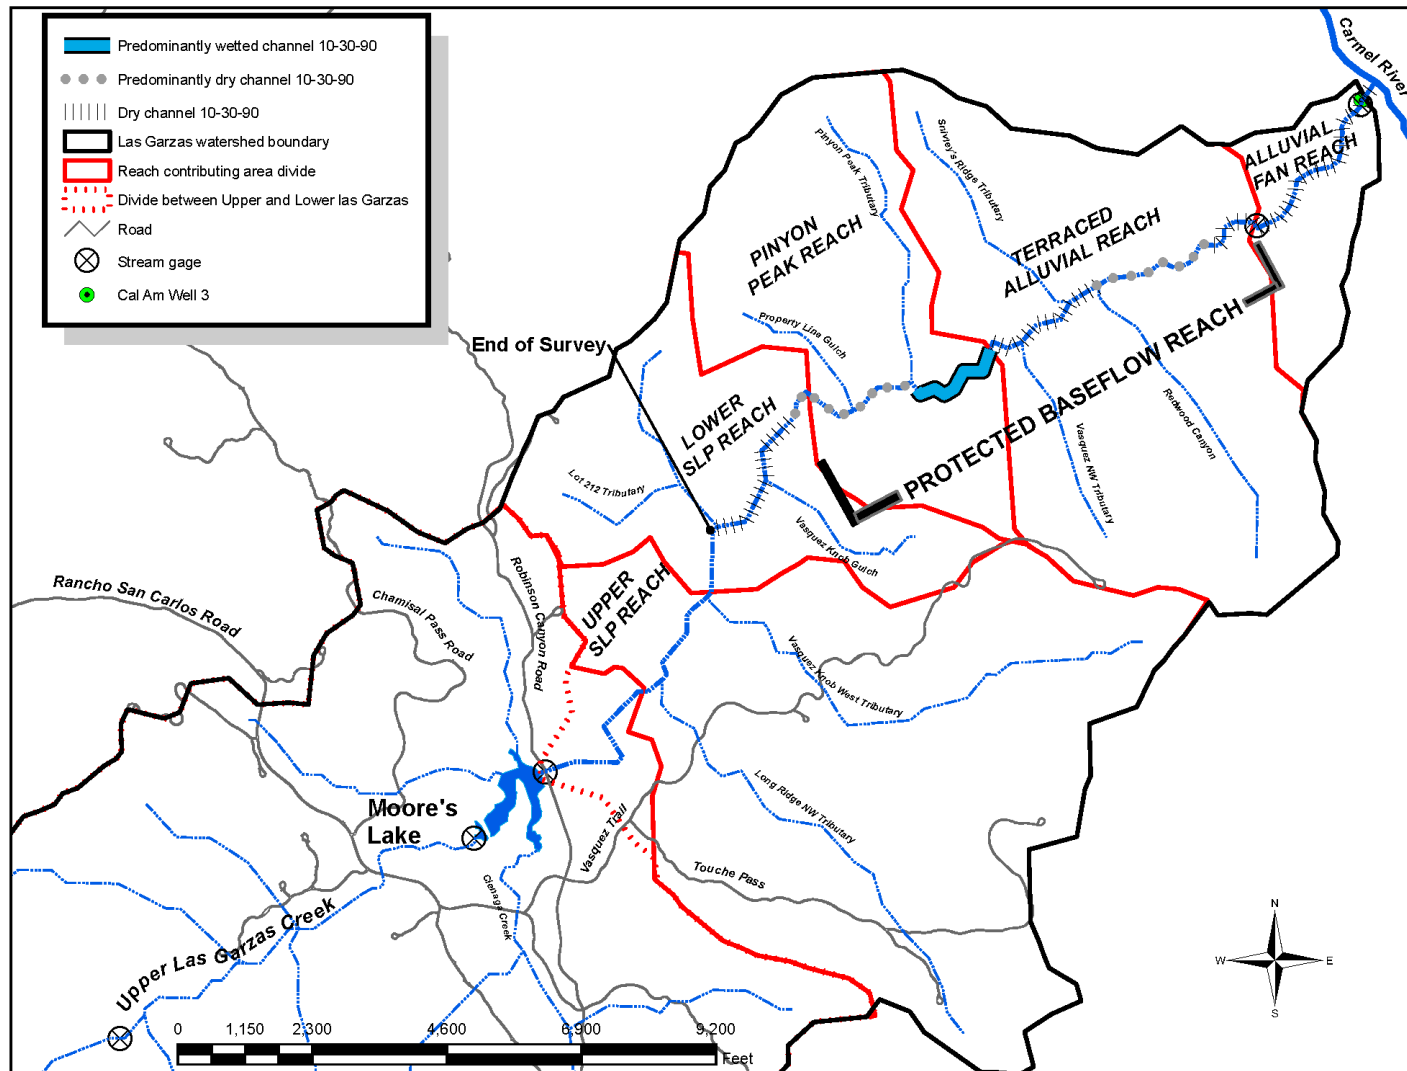 Predominantly wetted channel 10-30-90
Predominantly dry channel 10-30-90
Dry channel 10-30-90
Las Garzas watershed boundary
Reach contributing area divide
Divide between Upper and Lower las Garzas
Road
Stream gage
Cal Am Well 3
Carmel River
ALLUVIAL
FAN REACH
Pinyon Peak Tributary
Snivley's Ridge Tributary
PINYON
PEAK REACH
TERRACED
ALLUVIAL REACH
Property Line Gulch
End of Survey
PROTECTED BASEFLOW REACH
Redwood Canyon
Vasquez NW Tributary
LOWER
SLP REACH
Lot 212 Tributary
Vasquez Knob Gulch
UPPER
SLP REACH
Robinson Canyon Road
Rancho San Carlos Road
Chamisal Pass Road
Vasquez Knob West Tributary
Long Ridge NW Tributary
Moore's
Lake
Vasquez Trail
Touche Pass
Cienaga Creek
Upper Las Garzas Creek
N
W
E
S
0
1,150
2,300
4,600
6,900
9,200
Feet